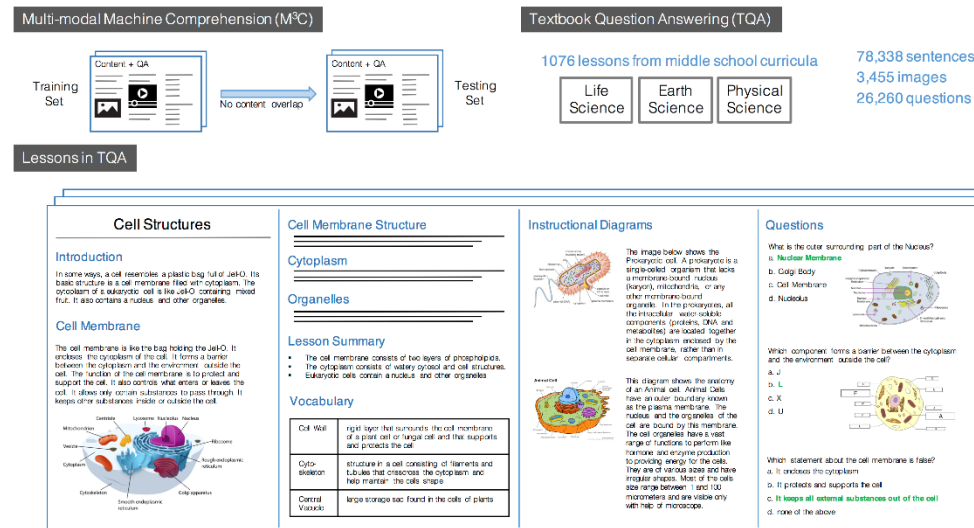 Multi-modal Machine Comprehension (M³C)
Textbook Question Answering (TQA)
Training
Set
Content + QA
No content overlap
Content + QA
Testing
Set
1076 lessons from middle school curricula
Life
Science
Earth
Science
Physical
Science
78,338 sentences
3,455 images
26,260 questions
Lessons in TQA
Cell Structures
Introduction
In some ways, a cell resembles a plastic bag full of Jell-O. Its
basic structure is a cell membrane filled with cytoplasm. The
cytoplasm of a eukaryotic cell is like Jell-O containing mixed
fruit. It also contains a nucleus and other organelles.
Cell Membrane
The cell membrane is like the bag holding the Jell-O. It
encloses the cytoplasm of the cell. It forms a barrier
between the cytoplasm and the environment outside the
cell. The function of the cell membrane is to protect and
support the cell. It also controls what enters or leaves the
cell. It allows only certain substances to pass through. It
keeps other substances inside or outside the cell.
Centriole
Lysosome
Nucleolus
Nucleus
Mitochondrion
Vesicle
Cytoplasm
Ribosome
Rough endoplasmic
reticulum
Cytoskeleton
Smooth endoplasmic
reticulum
Golgi apparatus
Cell Membrane Structure
Cytoplasm
Organelles
Lesson Summary
• The cell membrane consists of two layers of phospholipids.
• The cytoplasm consists of watery cytosol and cell structures.
• Eukaryotic cells contain a nucleus and other organelles
Vocabulary
Cell Wall
rigid layer that surrounds the cell membrane
of a plant cell or fungal cell and that supports
and protects the cell
Cyto-
skeleton
structure in a cell consisting of filaments and
tubules that crisscross the cytoplasm and
help maintain the cells shape
Central
Vacuole
large storage sac found in the cells of plants
Instructional Diagrams
The image below shows the
Prokaryotic cell. A prokaryote is a
single-celled organism that lacks
a membrane-bound nucleus
(karyon), mitochondria, or any
other membrane-bound
organelle. In the prokaryotes, all
the intracellular water-soluble
components (proteins, DNA and
metabolites) are located together
in the cytoplasm enclosed by the
cell membrane, rather than in
separate cellular compartments.
Animal Cell
This diagram shows the anatomy
of an Animal cell. Animal Cells
have an outer boundary known
as the plasma membrane. The
nucleus and the organelles of the
cell are bound by this membrane.
The cell organelles have a vast
range of functions to perform like
hormone and enzyme production
to providing energy for the cells.
They are of various sizes and have
irregular shapes. Most of the cells
size range between 1 and 100
micrometers and are visible only
with help of microscope.
Questions
What is the outer surrounding part of the Nucleus?
a. Nuclear Membrane
b. Golgi Body
c. Cell Membrane
d. Nucleolus
Which component forms a barrier between the cytoplasm
and the environment outside the cell?
a. J
b. L
c. X
d. U
F
A
Which statement about the cell membrane is false?
a. It encloses the cytoplasm
b. It protects and supports the cell
c. It keeps all external substances out of the cell
d. none of the above